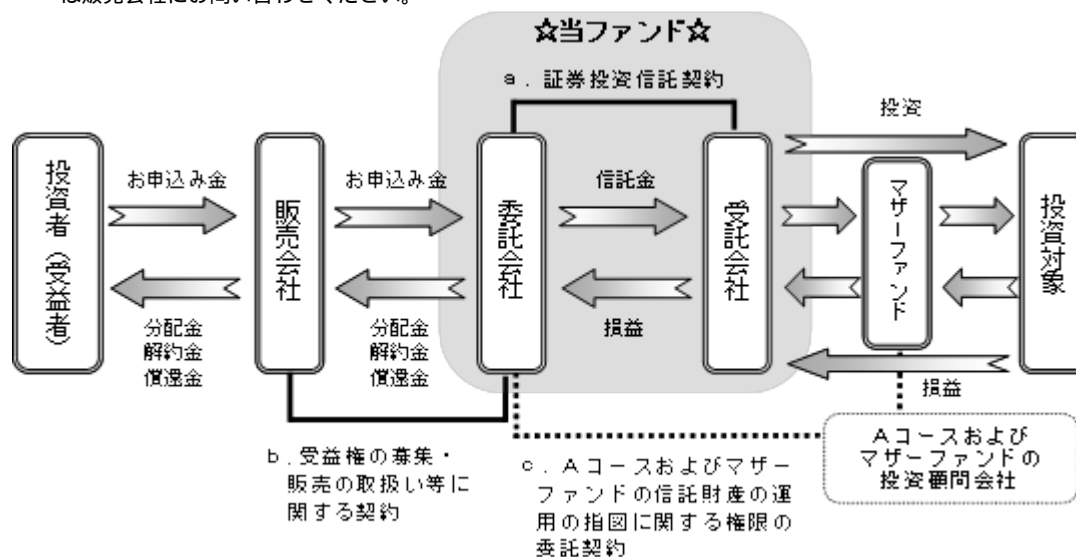 は販売会社にお問い合わせください。
☆当ファンド☆
a．証券投資信託契約
投資者（受益者）
お申込み金
分配金
解約金
償還金
販売会社
お申込み金
分配金
解約金
償還金
委託会社
信託金
損益
受託会社
投資
マザーファンド
損益
投資対象
b．受益権の募集・
販売の取扱い等に
関する契約
c．Aコースおよびマザー
ファンドの信託財産の運
用の指図に関する権限の
委託契約
Aコースおよび
マザーファンドの
投資顧問会社